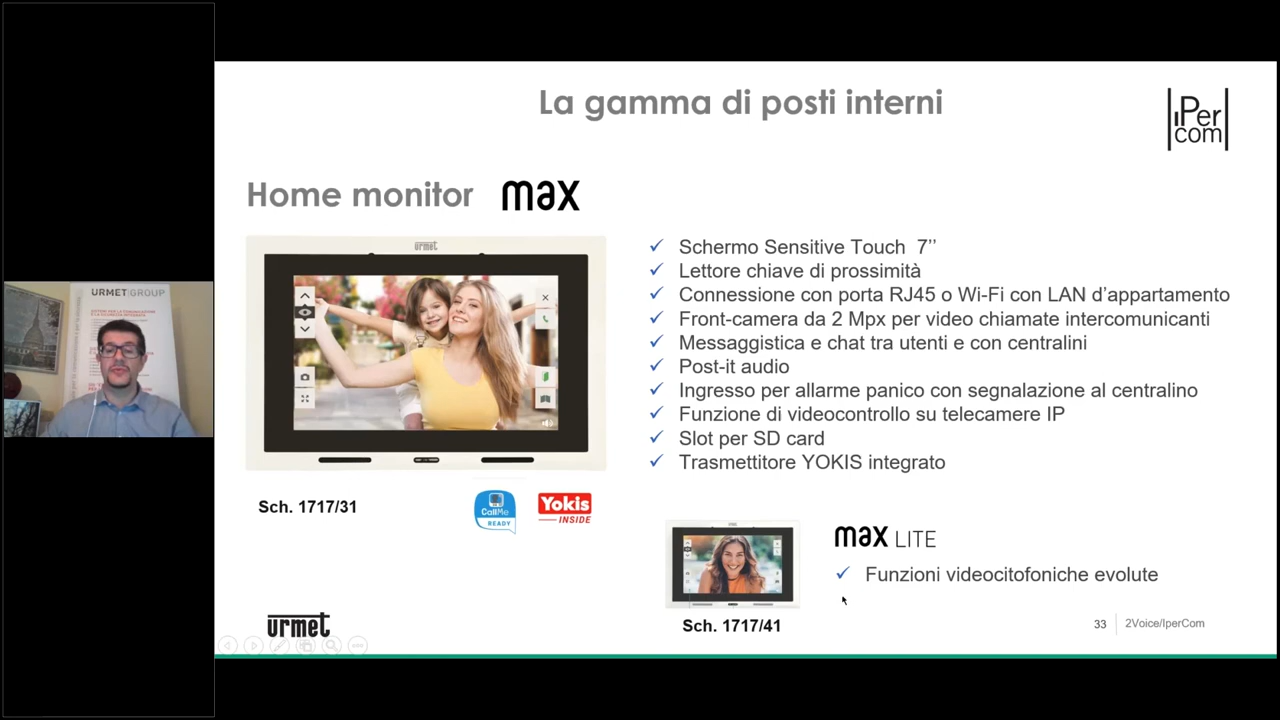 La gamma di posti interni
iPer
com
Home monitor max
urmet
Schermo Sensitive Touch 7’’
Lettore chiave di prossimità
Connessione con porta RJ45 o Wi-Fi con LAN d’appartamento
Front-camera da 2 Mpx per video chiamate intercomunicanti
Messaggistica e chat tra utenti e con centralini
Post-it audio
Ingresso per allarme panico con segnalazione al centralino
Funzione di videocontrollo su telecamere IP
Slot per SD card
Trasmettitore YOKIS integrato
URMET GROUP
Sch. 1717/31
CallMe
READY
Yokis
INSIDE
max LITE
Funzioni videocitofoniche evolute
Sch. 1717/41
urmet
33
2Voice/IperCom